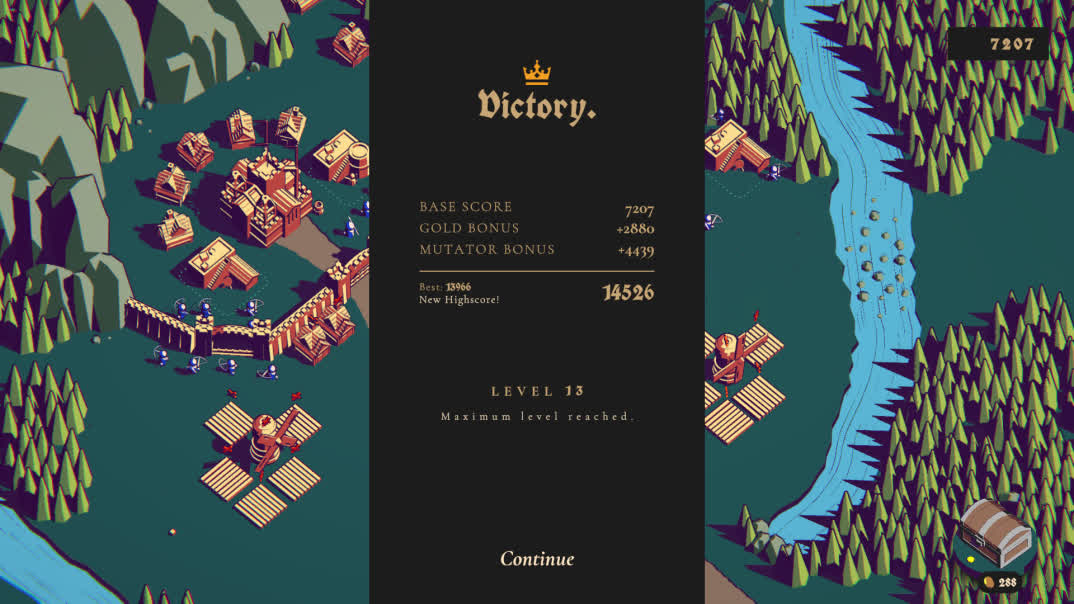 7207
Victory.
BASE SCORE 7207
GOLD BONUS +2880
MUTATOR BONUS +4439
Best: 13966
New Highscore! 14526
LEVEL 13
Maximum level reached.
Continue
288